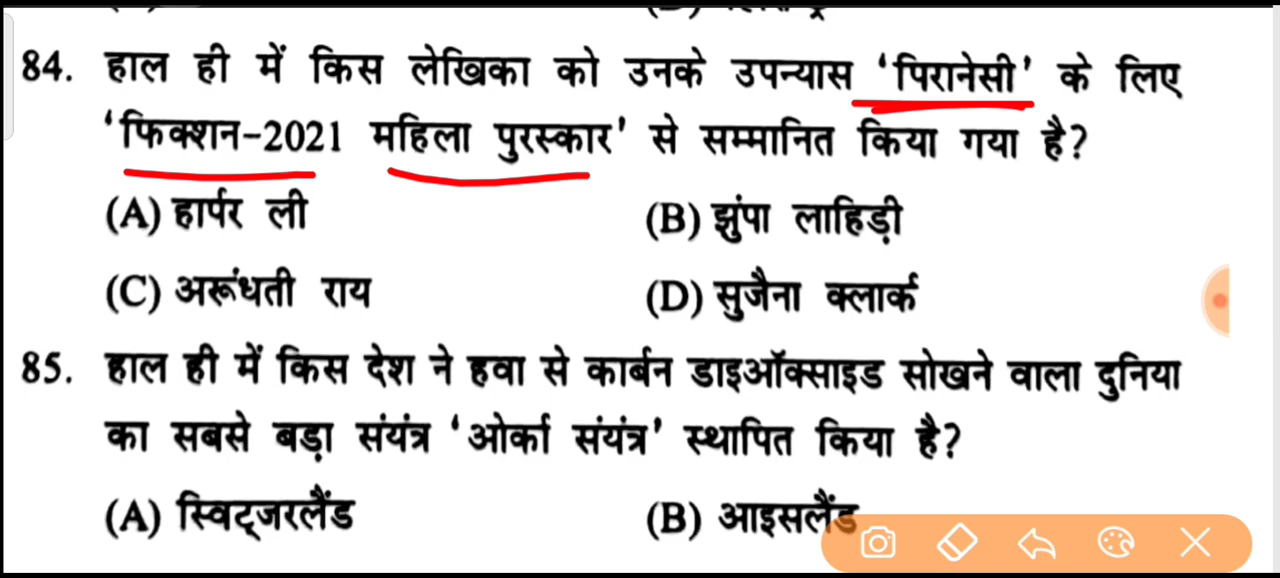 84. हाल ही में किस लेखिका को उनके उपन्यास ‘पिरानेसी’ के लिए
‘फिक्शन-2021 महिला पुरस्कार’ से सम्मानित किया गया है?
(A) हार्पर ली (B) झुंपा लाहिड़ी
(C) अरूंधती राय (D) सुजैना क्लार्क
85. हाल ही में किस देश ने हवा से कार्बन डाइऑक्साइड सोखने वाला दुनिया
का सबसे बड़ा संयंत्र ‘ओर्का संयंत्र’ स्थापित किया है?
(A) स्विट्जरलैंड (B) आइसलैंड